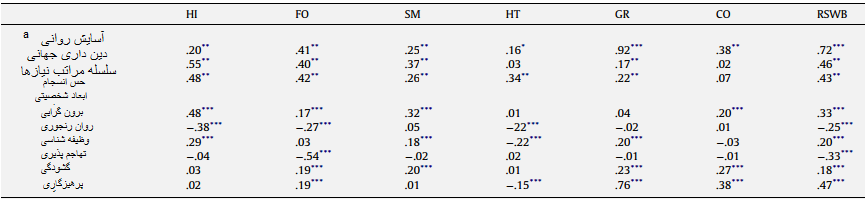 HI FO SM HT GR CO RSWB
آسایش روانی a .20** .41** .25** .16* .92*** .38** .72***
دین داری جهانی .55** .40** .37** .03 .17** .02 .46**
سلسله مراتب نیازها .48** .42** .26** .34** .22** .07 .43**
حس انسجام
ابعاد شخصیتی
برون گرایی .48*** .17*** .32*** .01 .04 .20*** .33***
روان رنجوری −.38*** −.27*** .05 −22*** −.02 .01 −.25***
وظیفه شناسی .29*** .03 .18*** −.22*** .20*** −.03 .20***
تهاجم پذیری −.04 −.54*** −.02 .02 −.01 −.01 −.33***
گشودگی .03 .19*** .20*** .01 .23*** .27*** .18***
پرهیزگاری .02 .19*** .01 −.15*** .76*** .38*** .47***